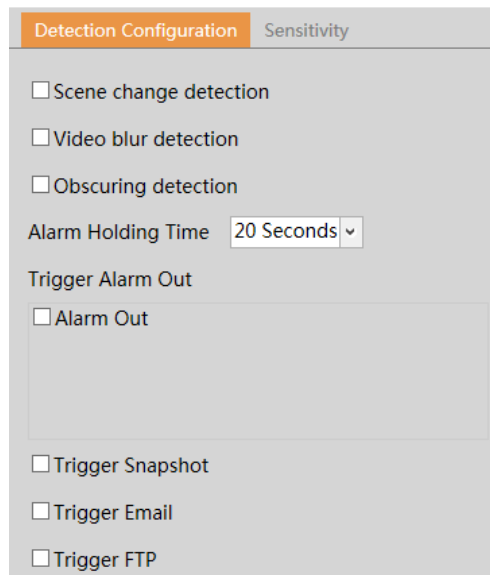 Detection Configuration Sensitivity
Scene change detection
Video blur detection
Obscuring detection
Alarm Holding Time 20 Seconds
Trigger Alarm Out
Alarm Out
Trigger Snapshot
Trigger Email
Trigger FTP